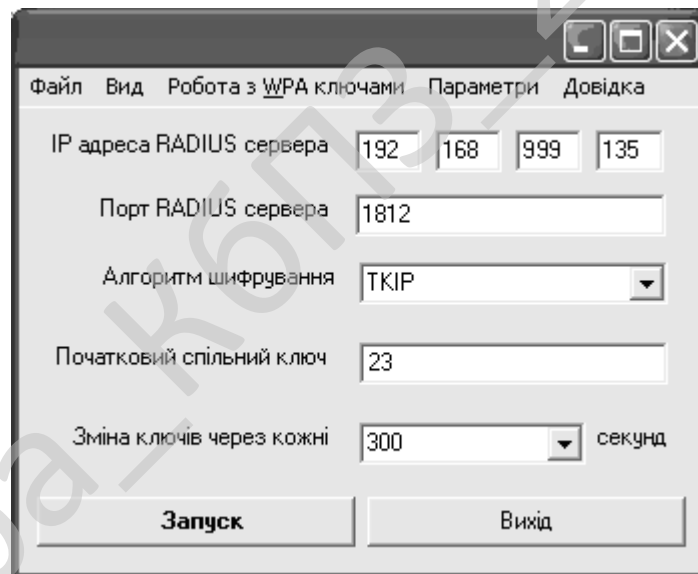 Файл Вид Робота з WPA ключами Параметри Довідка
IP адреса RADIUS сервера 192 168 999 135
Порт RADIUS сервера 1812
Алгоритм шифрування TKIP
Початковий спільний ключ 23
Зміна ключів через кожні 300 секунд
Запуск Вихід